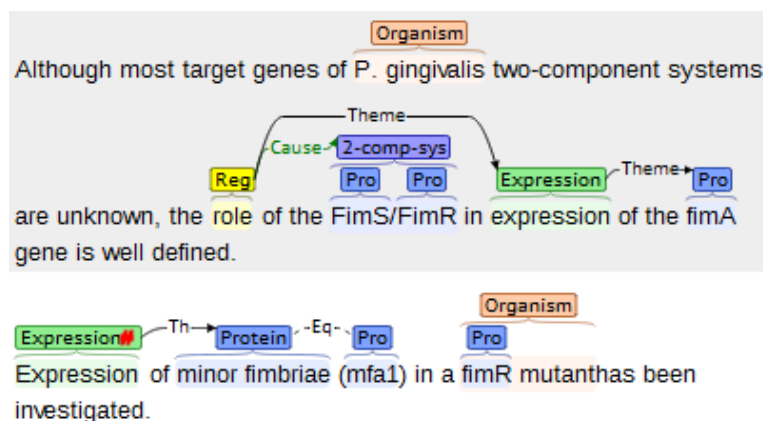 Organism
Although most target genes of P. gingivalis two-component systems
Theme
Cause 2-comp-sys
Reg Pro Pro Expression Theme Pro
are unknown, the role of the FimS/FimR in expression of the fimA
gene is well defined.
Organism
Expression# Th Protein Eq Pro Pro
Expression of minor fimbriae (mfa1) in a fimR mutanthas been
investigated.